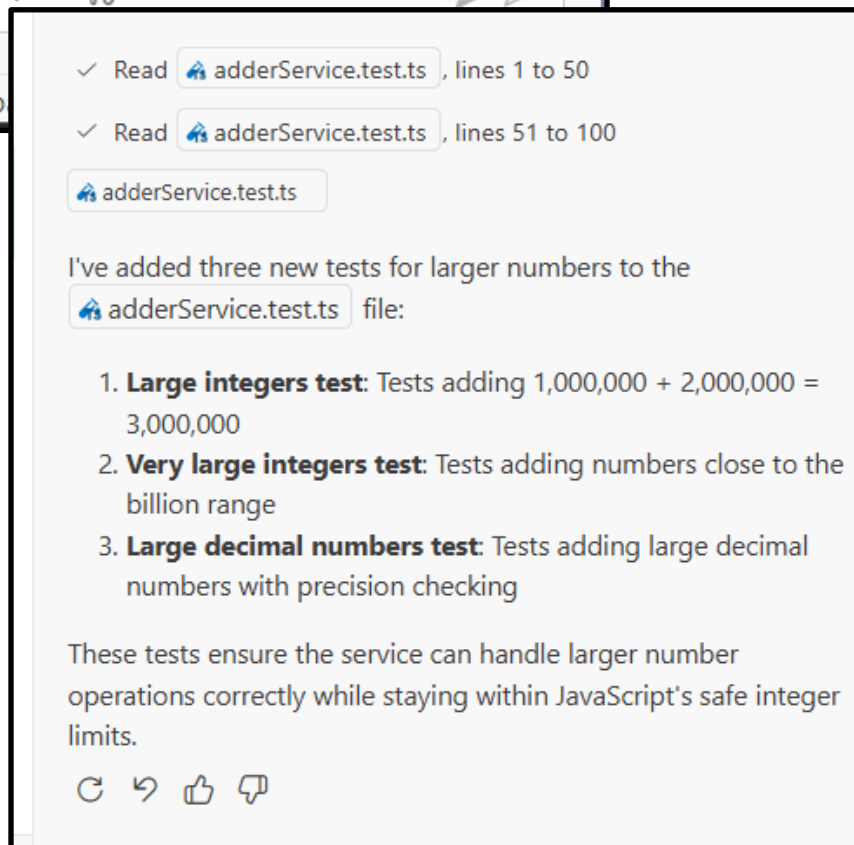 Read adderService.test.ts , lines 1 to 50
Read adderService.test.ts , lines 51 to 100
adderService.test.ts
I've added three new tests for larger numbers to the
adderService.test.ts file:
1. Large integers test: Tests adding 1,000,000 + 2,000,000 =
3,000,000
2. Very large integers test: Tests adding numbers close to the
billion range
3. Large decimal numbers test: Tests adding large decimal
numbers with precision checking
These tests ensure the service can handle larger number
operations correctly while staying within JavaScript's safe integer
limits.